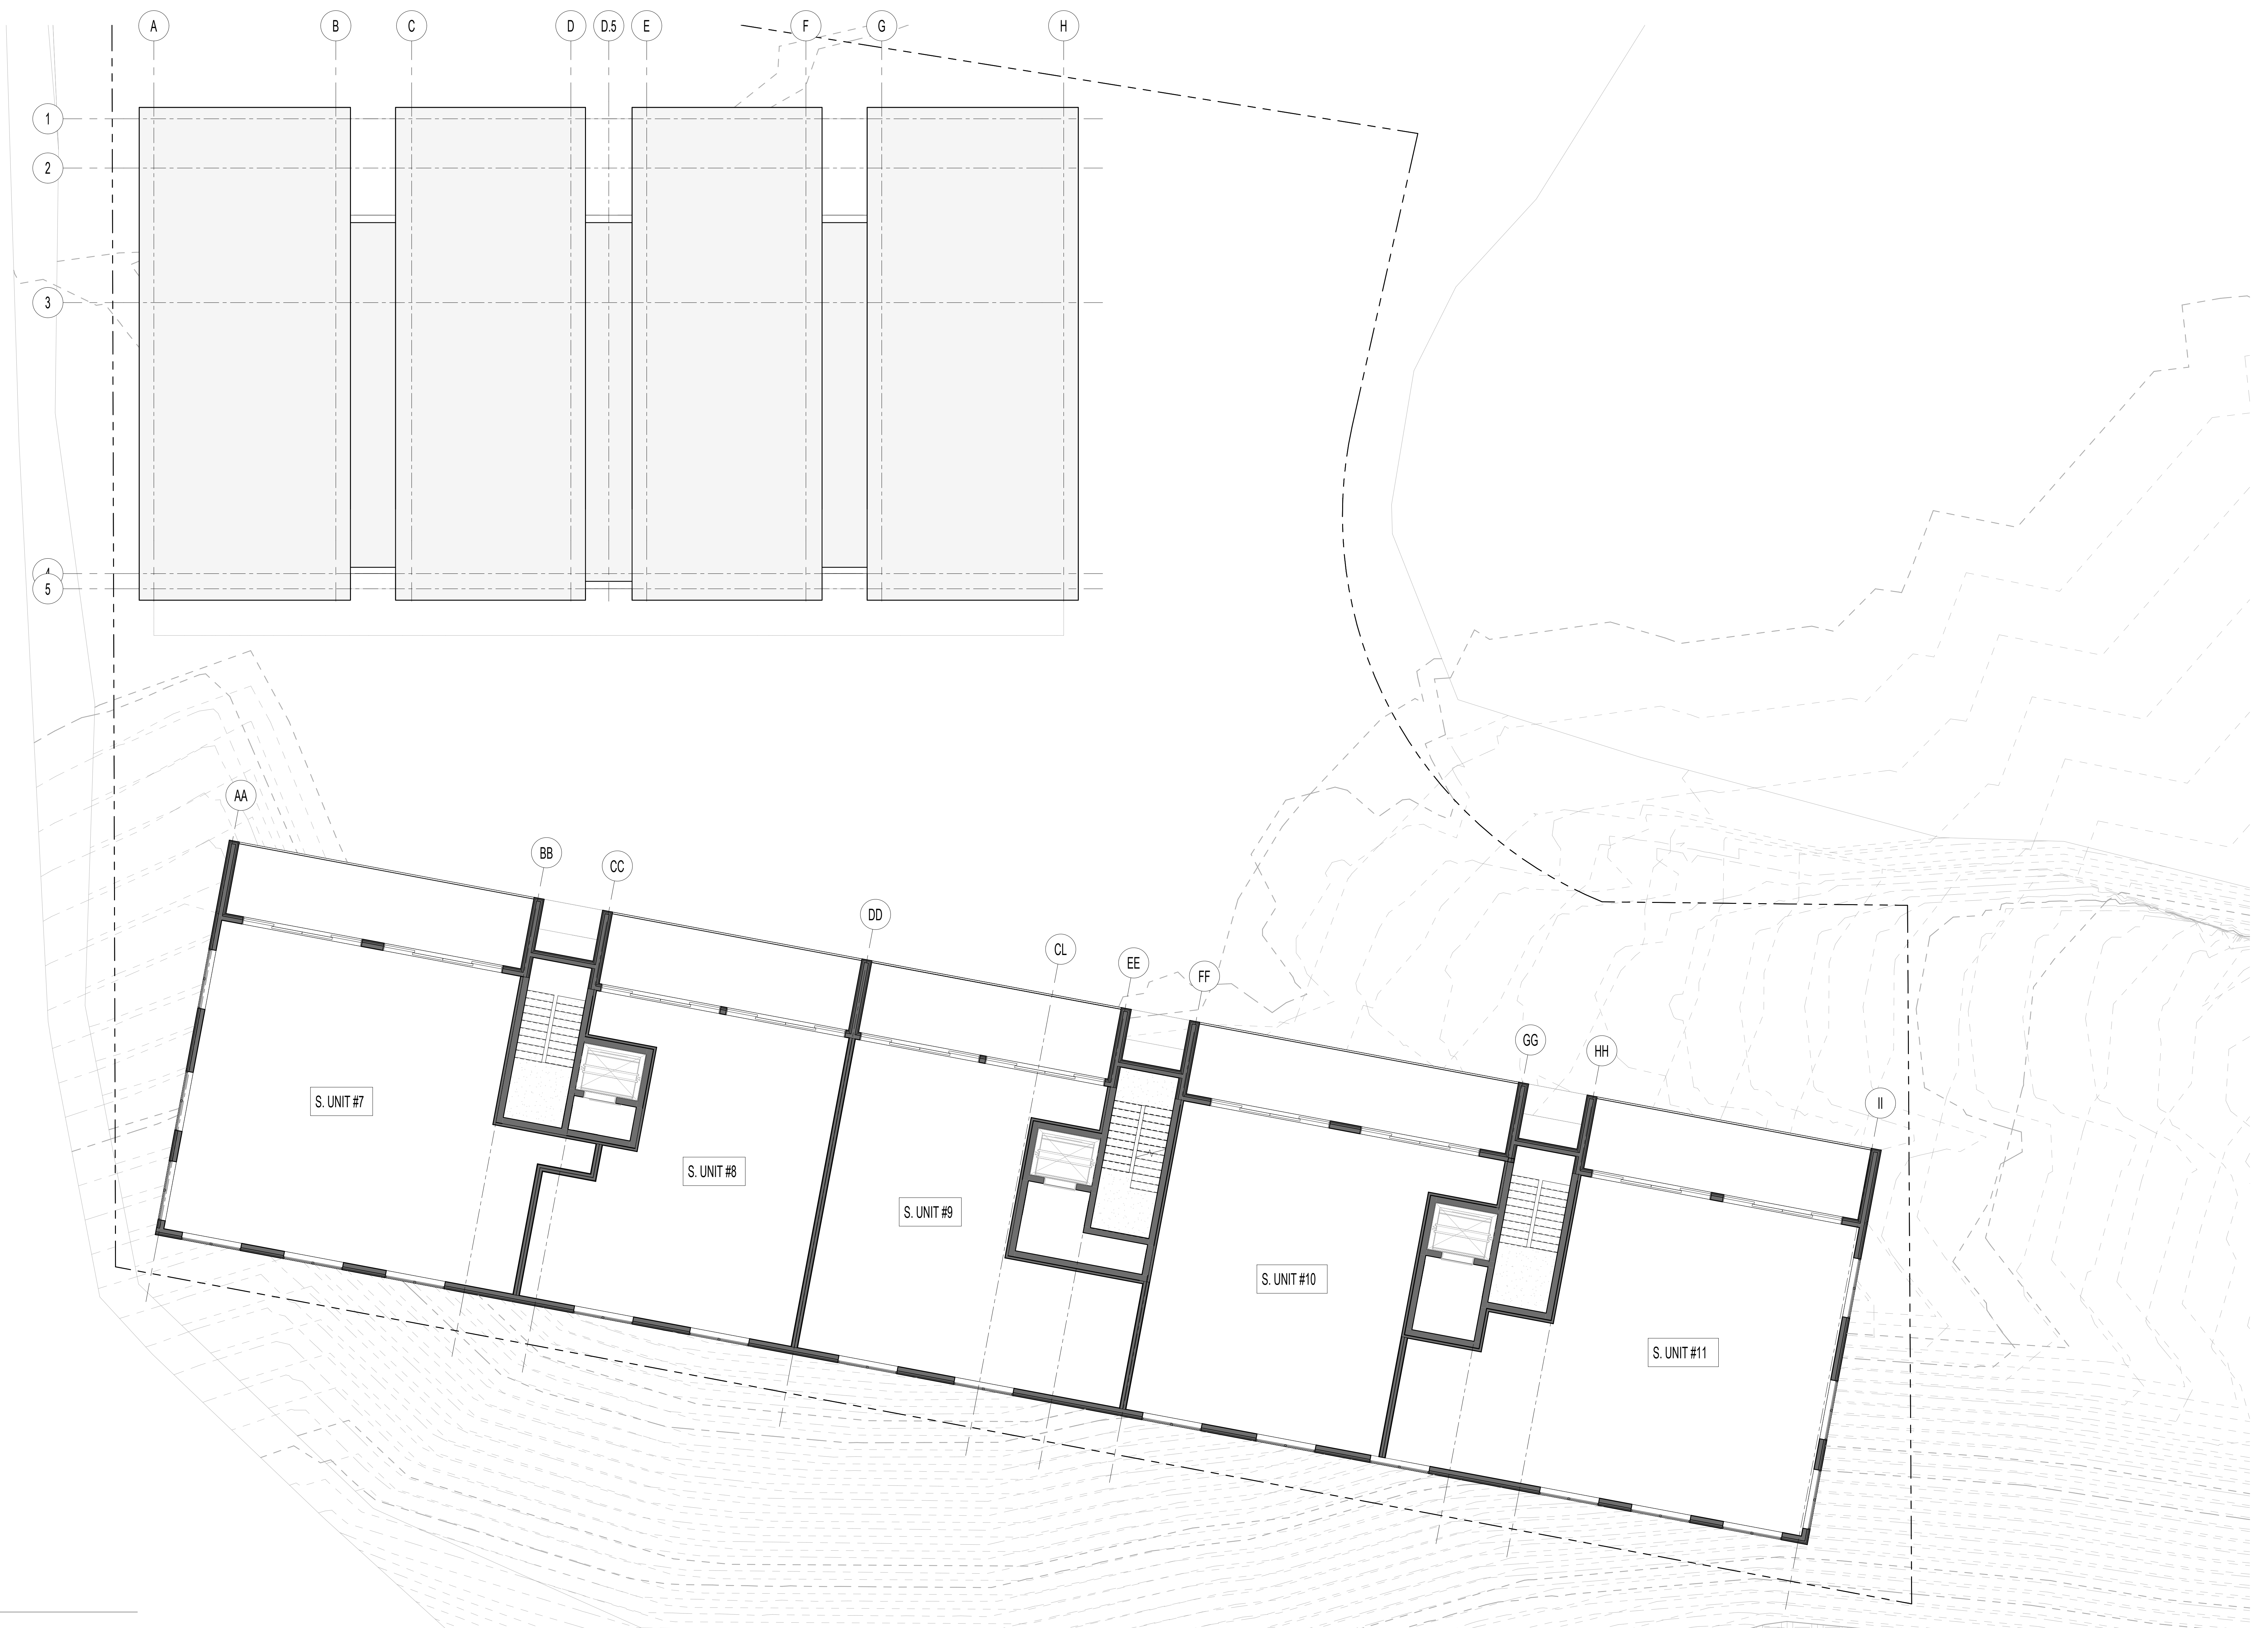 A B C D D.5 E F G H
1
2
3
4
5
AA
BB
CC
DD
CL
EE
FF
GG
HH
II
S. UNIT #7
S. UNIT #8
S. UNIT #9
S. UNIT #10
S. UNIT #11